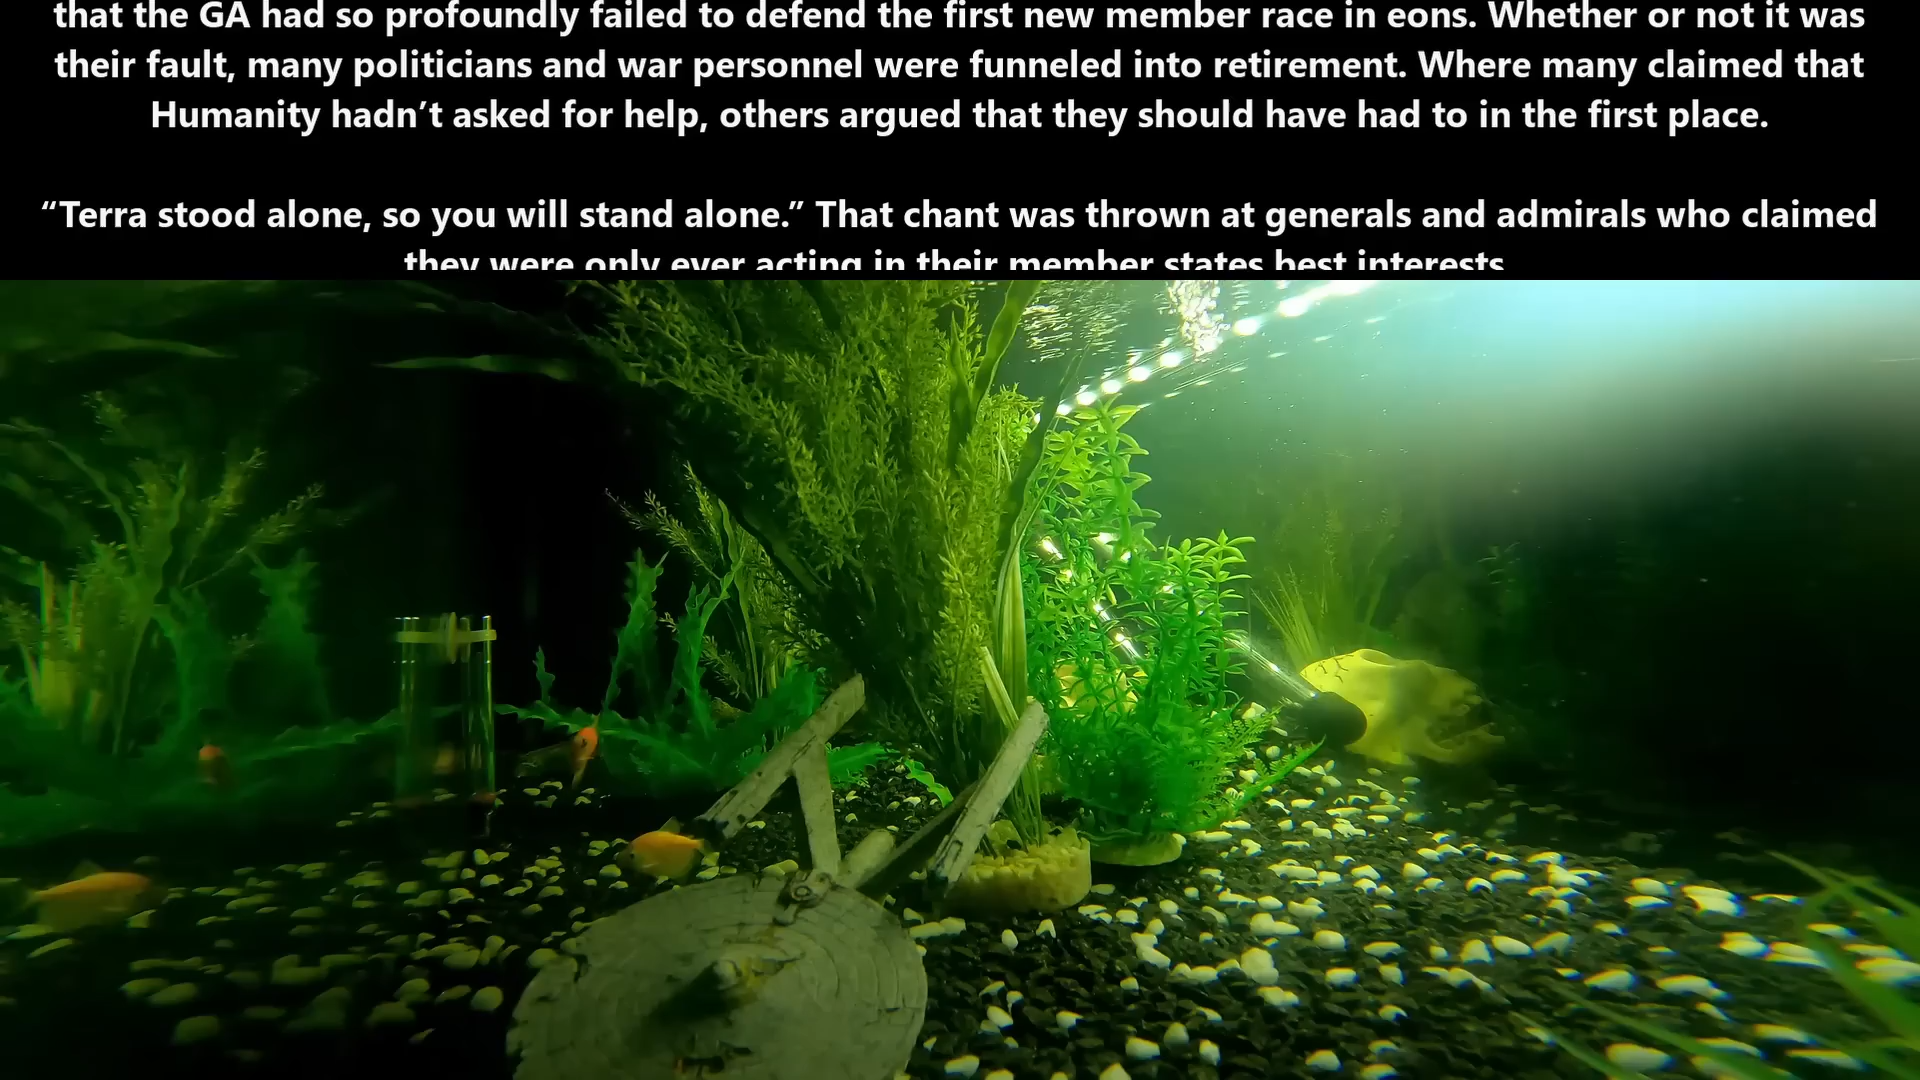 that the GA had so profoundly failed to defend the first new member race in eons. Whether or not it was
their fault, many politicians and war personnel were funneled into retirement. Where many claimed that
Humanity hadn’t asked for help, others argued that they should have had to in the first place.
“Terra stood alone, so you will stand alone.” That chant was thrown at generals and admirals who claimed
they were only ever acting in their member states best interests